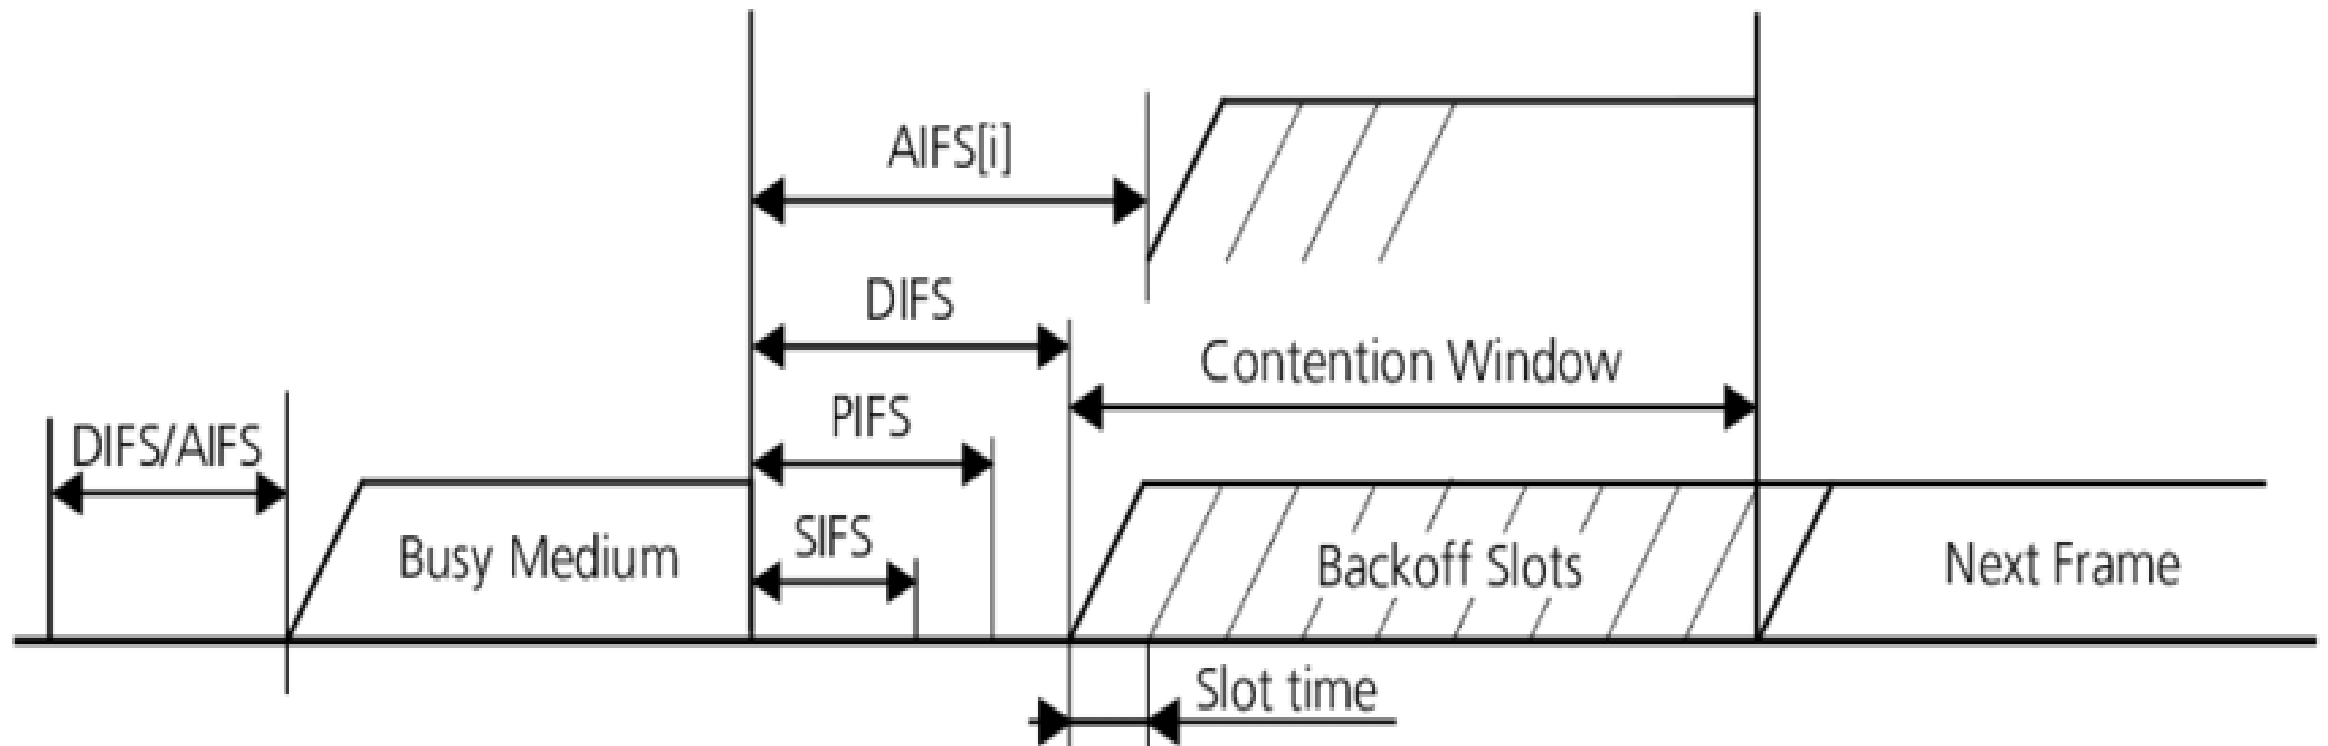 AIFS[i]
DIFS
Contention Window
PIFS
DIFS/AIFS
SIFS
Busy Medium
Backoff Slots
Next Frame
Slot time